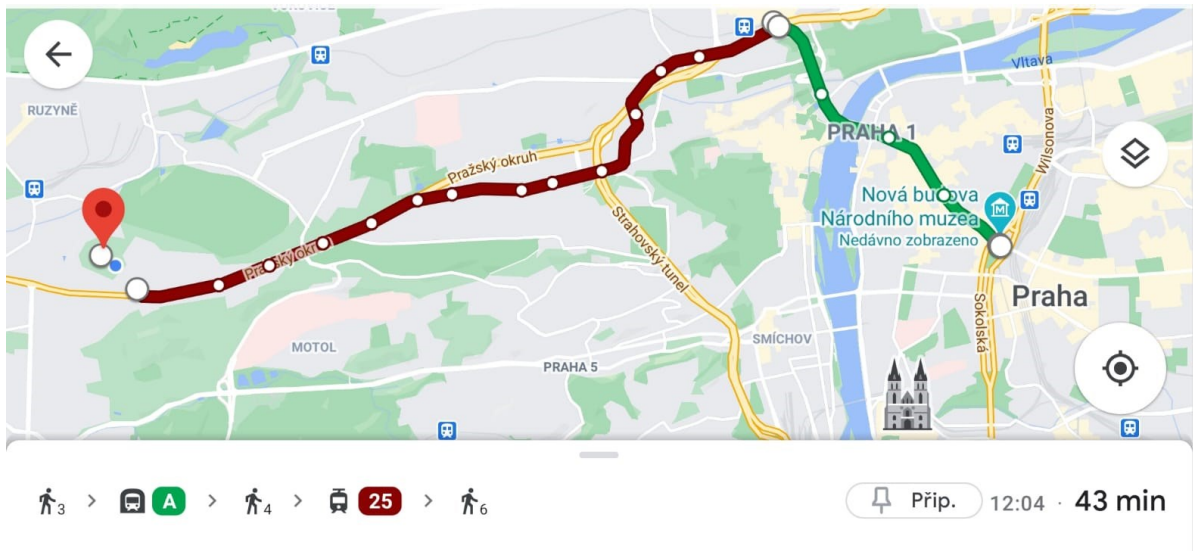 RUZYNĚ
Pražský okruh
Pražský okruh
Strahovský tunel
MOTOL
PRAHA 5
SMÍCHOV
PRAHA 1
Vltava
Wilsonova
Nová budova
Národního muzea
Nedávno zobrazeno
M
Praha
Sokolská
3 > A > 4 > 25 > 6
Přip. 12:04 · 43 min